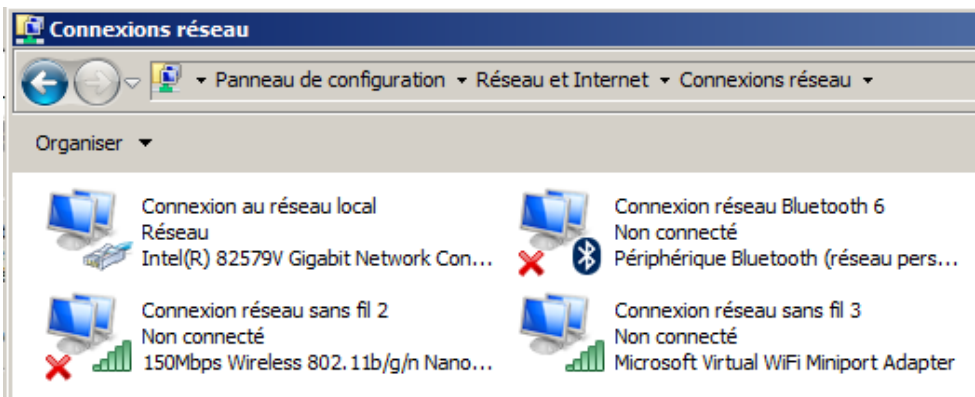 Connexions réseau
Panneau de configuration Réseau et Internet Connexions réseau
Organiser
Connexion au réseau local
Réseau
Intel(R) 82579V Gigabit Network Con...
Connexion réseau Bluetooth 6
Non connecté
Périphérique Bluetooth (réseau pers...
Connexion réseau sans fil 2
Non connecté
150Mbps Wireless 802.11b/g/n Nano...
Connexion réseau sans fil 3
Non connecté
Microsoft Virtual WiFi Miniport Adapter